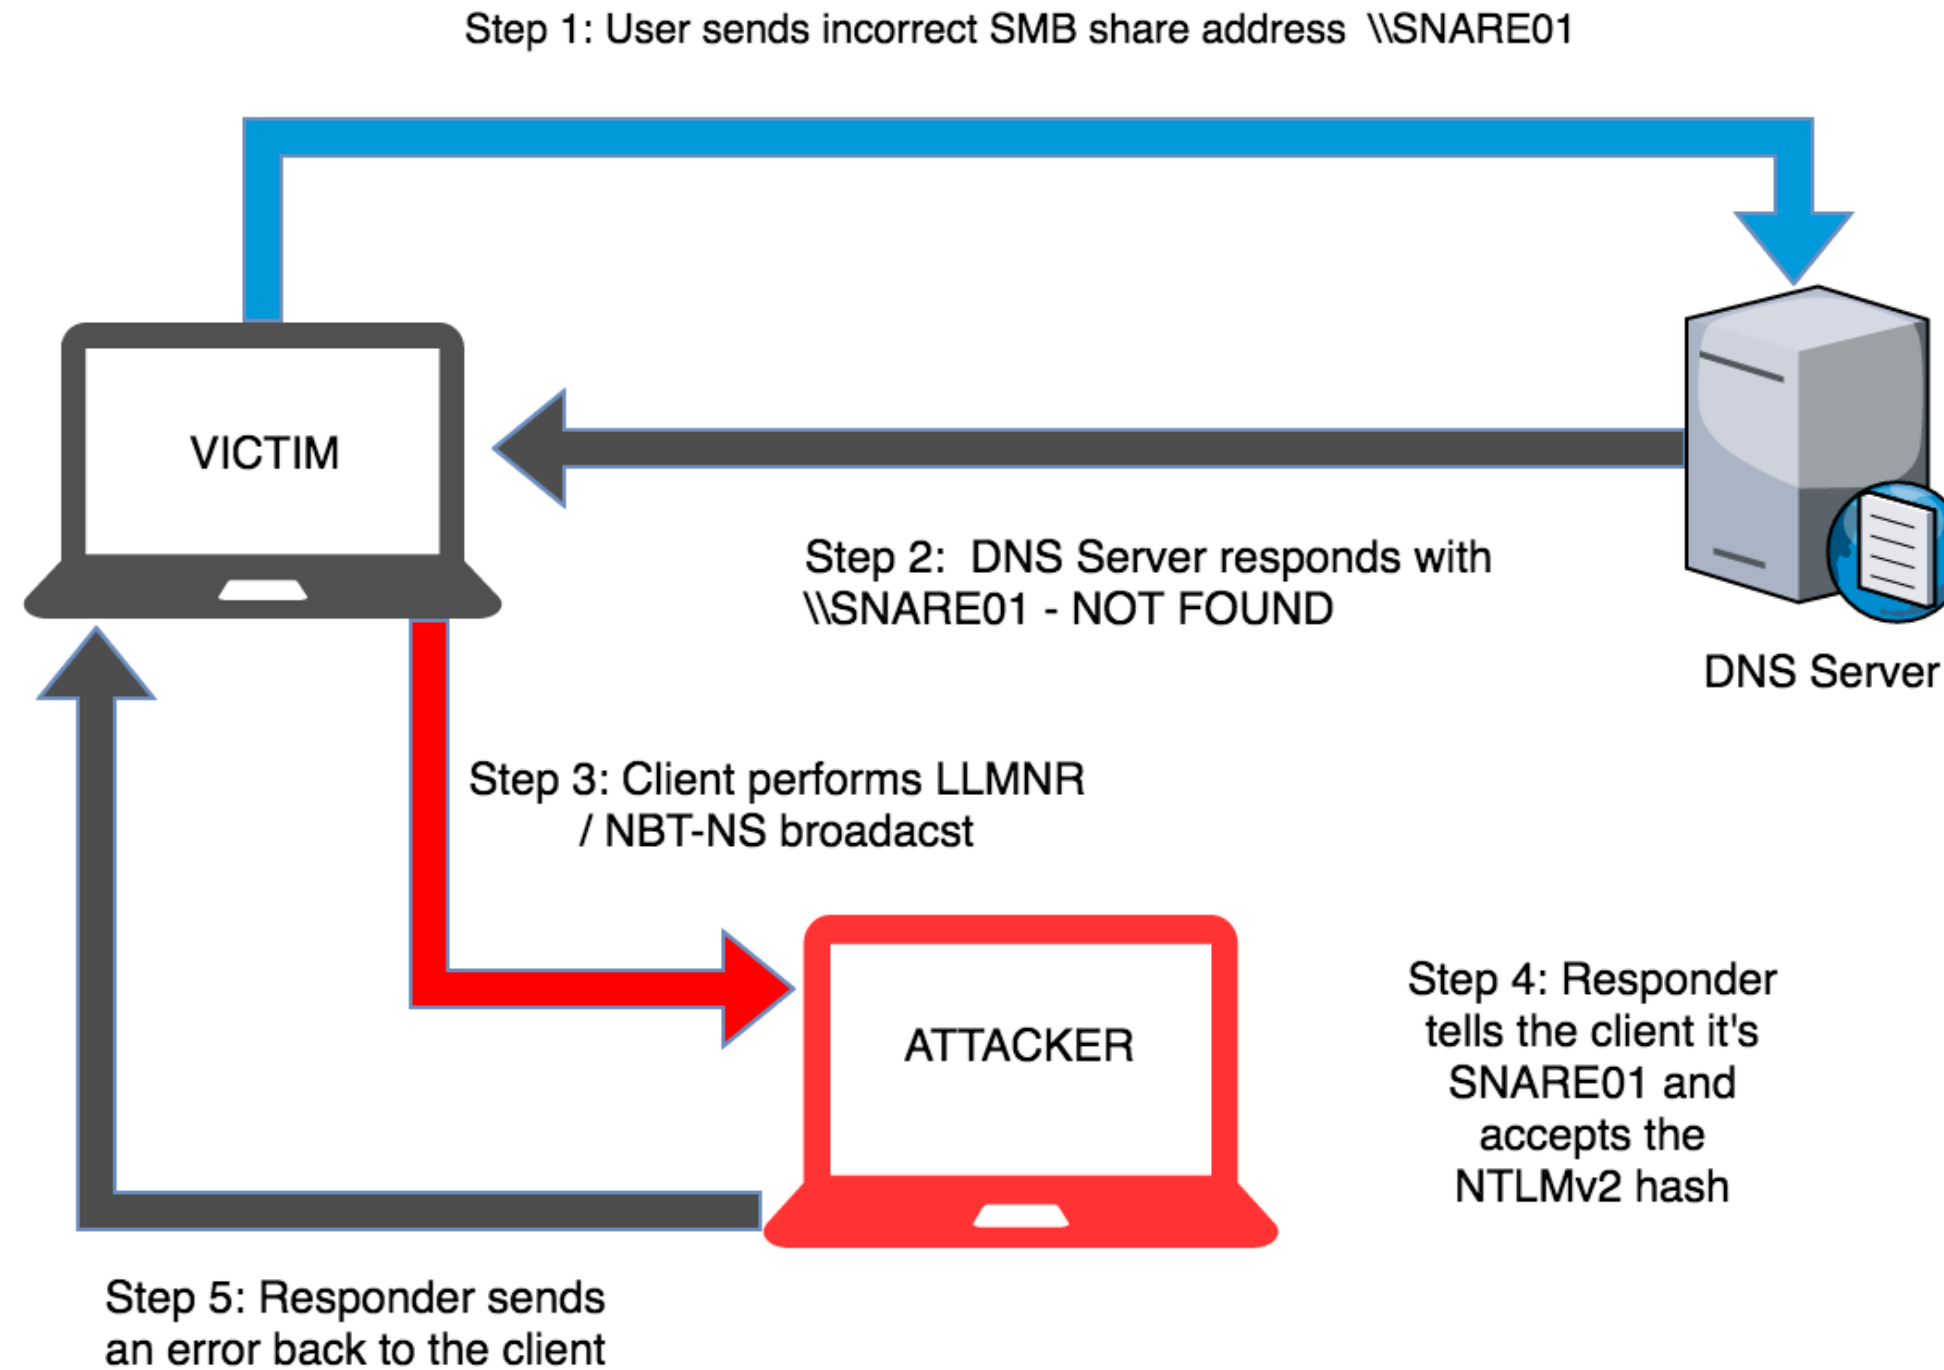 Step 1: User sends incorrect SMB share address  \\SNARE01
VICTIM
Step 2:  DNS Server responds with
\\SNARE01 - NOT FOUND
DNS Server
Step 3: Client performs LLMNR
/ NBT-NS broadacst
ATTACKER
Step 4: Responder
tells the client it's
SNARE01 and
accepts the
NTLMv2 hash
Step 5: Responder sends
an error back to the client